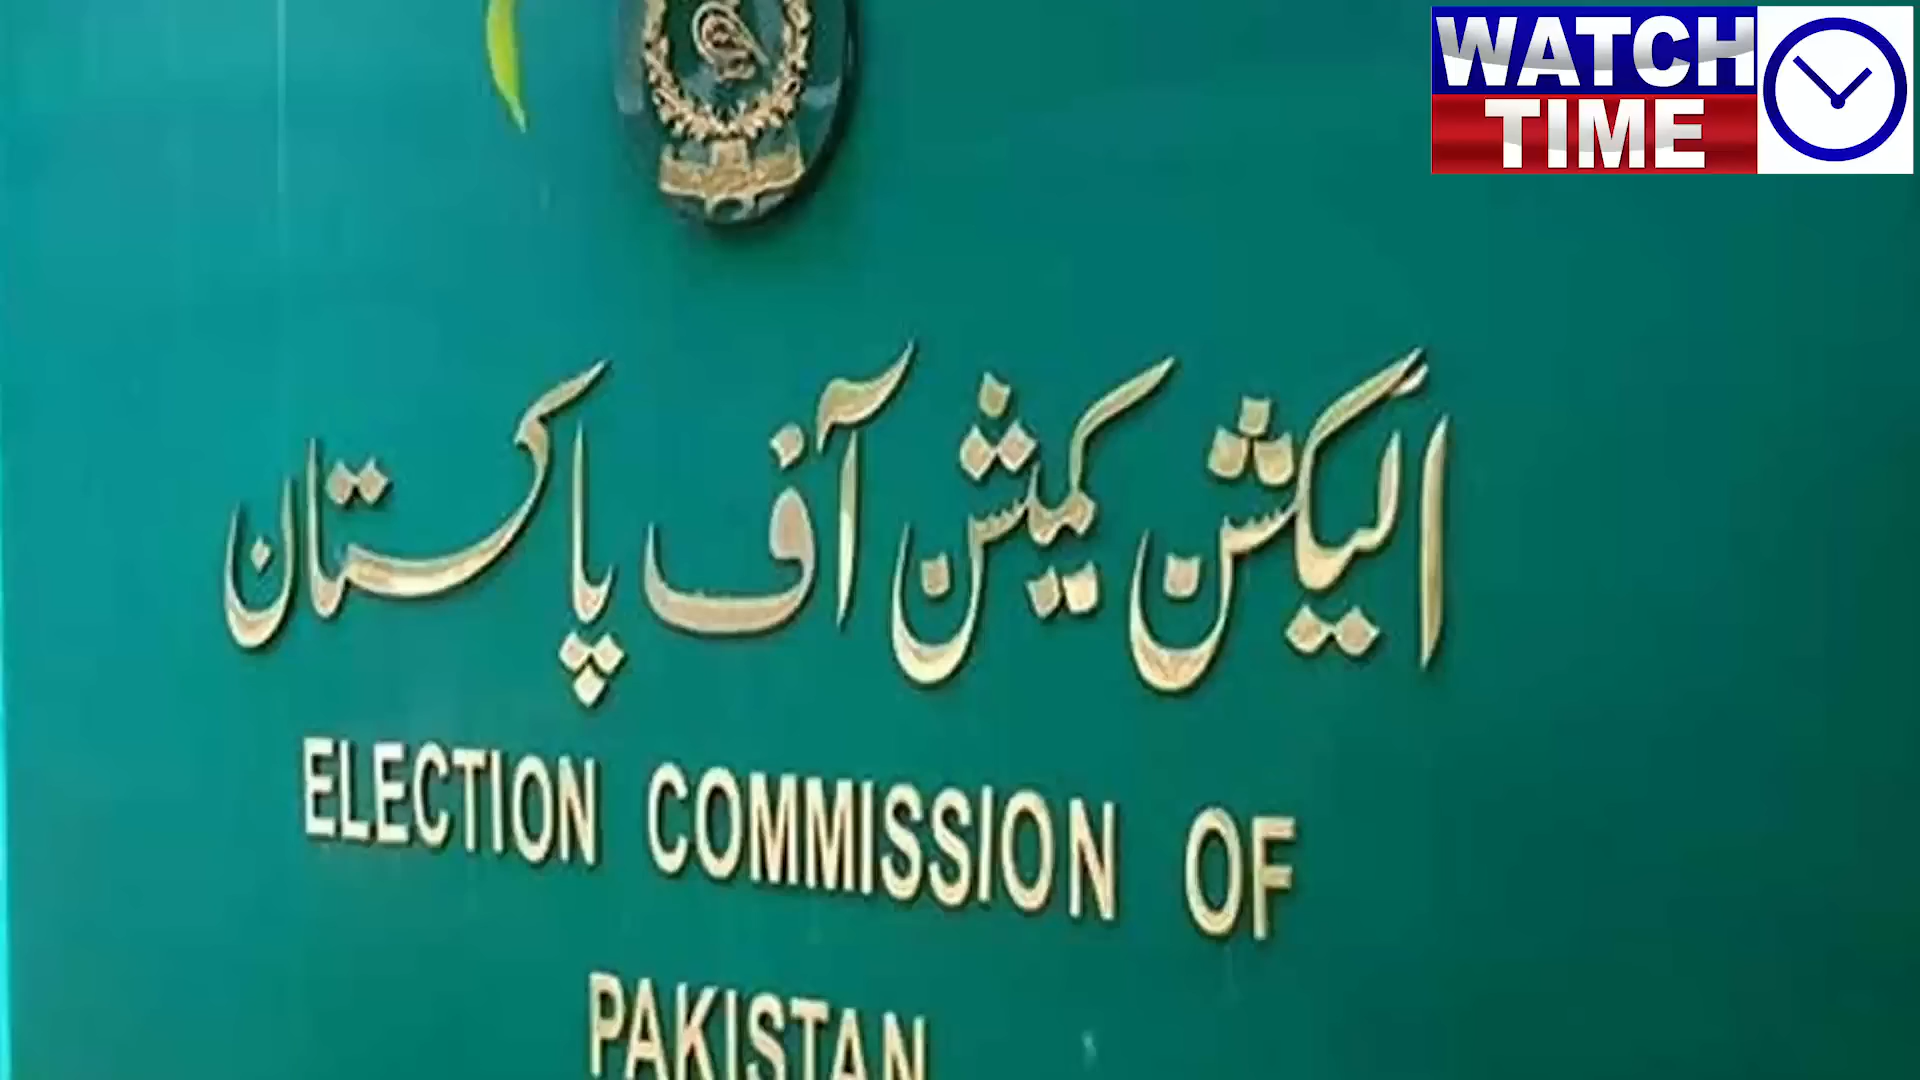 WATCH
TIME
الیکشن کمیشن آف پاکستان
ELECTION COMMISSION OF
PAKISTAN